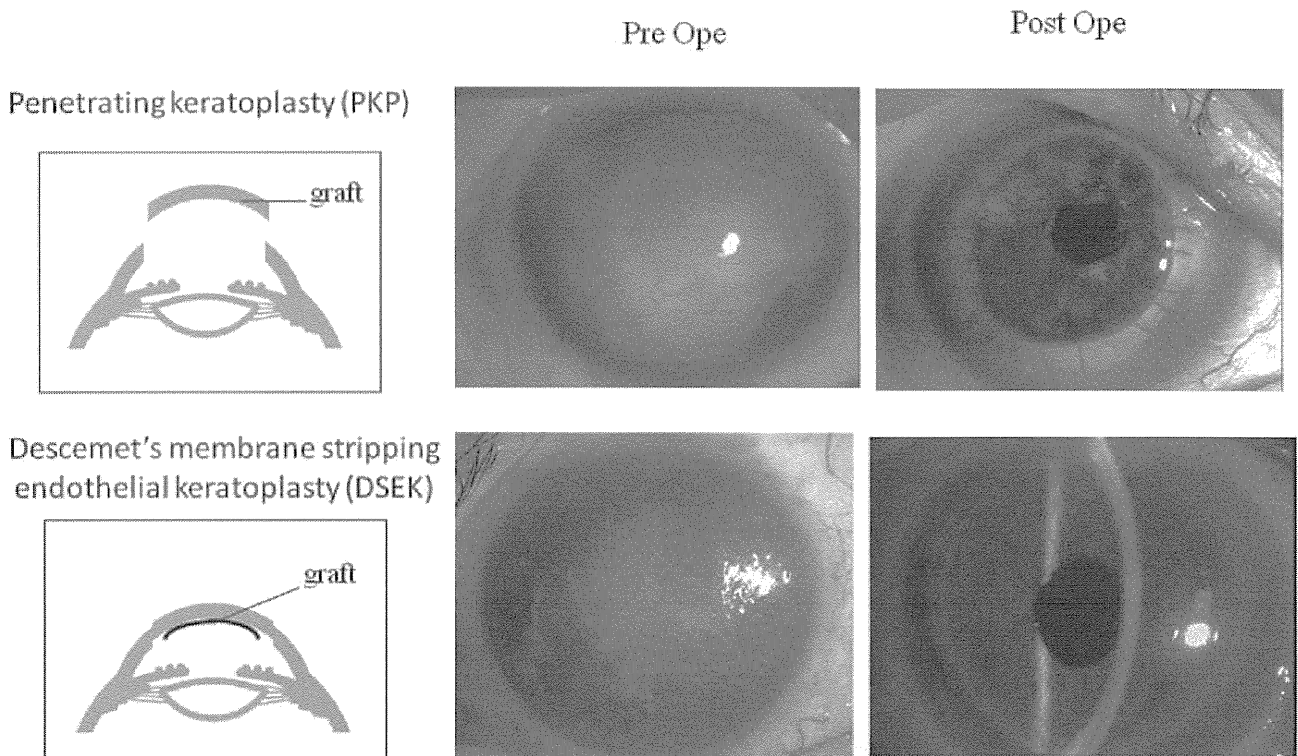 Pre Ope
Post Ope
Penetrating keratoplasty (PKP)
graft
Descemet's membrane stripping
endothelial keratoplasty (DSEK)
graft